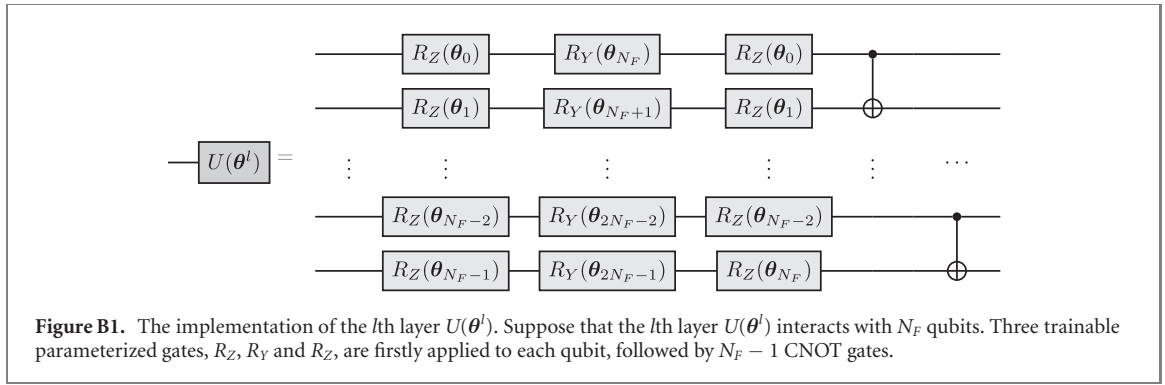 R_Z(θ_0) R_Y(θ_{N_F}) R_Z(θ_0)
R_Z(θ_1) R_Y(θ_{N_F+1}) R_Z(θ_1)
U(θ^l) = ⋮ ⋮ ⋮ ⋮ ⋮ ⋯
R_Z(θ_{N_F−2}) R_Y(θ_{2N_F−2}) R_Z(θ_{N_F−2})
R_Z(θ_{N_F−1}) R_Y(θ_{2N_F−1}) R_Z(θ_{N_F})
Figure B1. The implementation of the lth layer U(θ^l). Suppose that the lth layer U(θ^l) interacts with N_F qubits. Three trainable
parameterized gates, R_Z, R_Y and R_Z, are firstly applied to each qubit, followed by N_F − 1 CNOT gates.